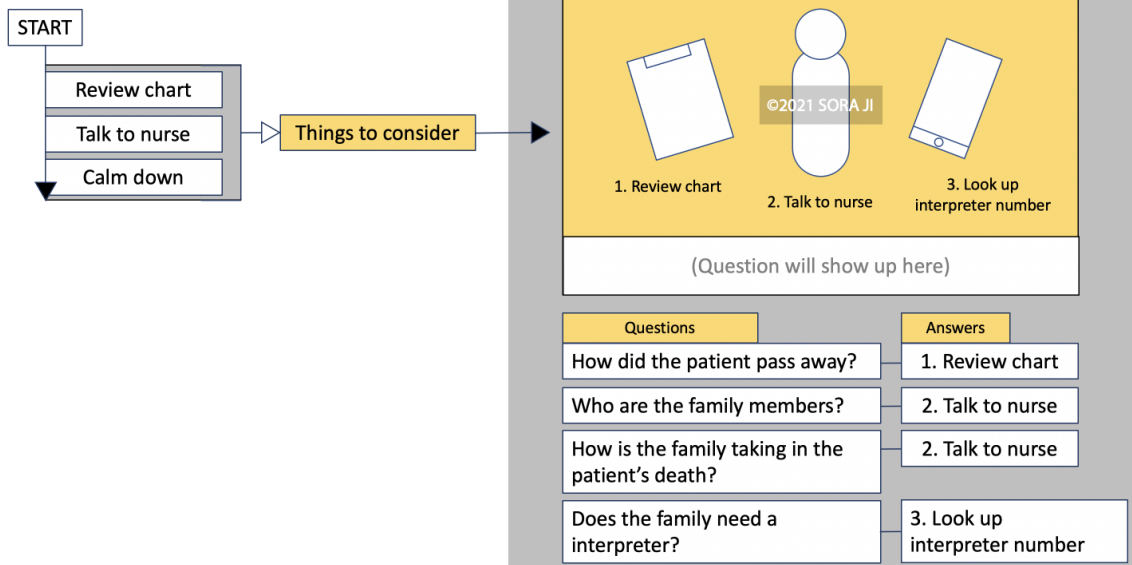 START
Review chart
Talk to nurse
Calm down
Things to consider
©2021 SORA JI
1. Review chart
2. Talk to nurse
3. Look up
interpreter number
(Question will show up here)
Questions
Answers
How did the patient pass away?
1. Review chart
Who are the family members?
2. Talk to nurse
How is the family taking in the
patient's death?
2. Talk to nurse
Does the family need a
interpreter?
3. Look up
interpreter number